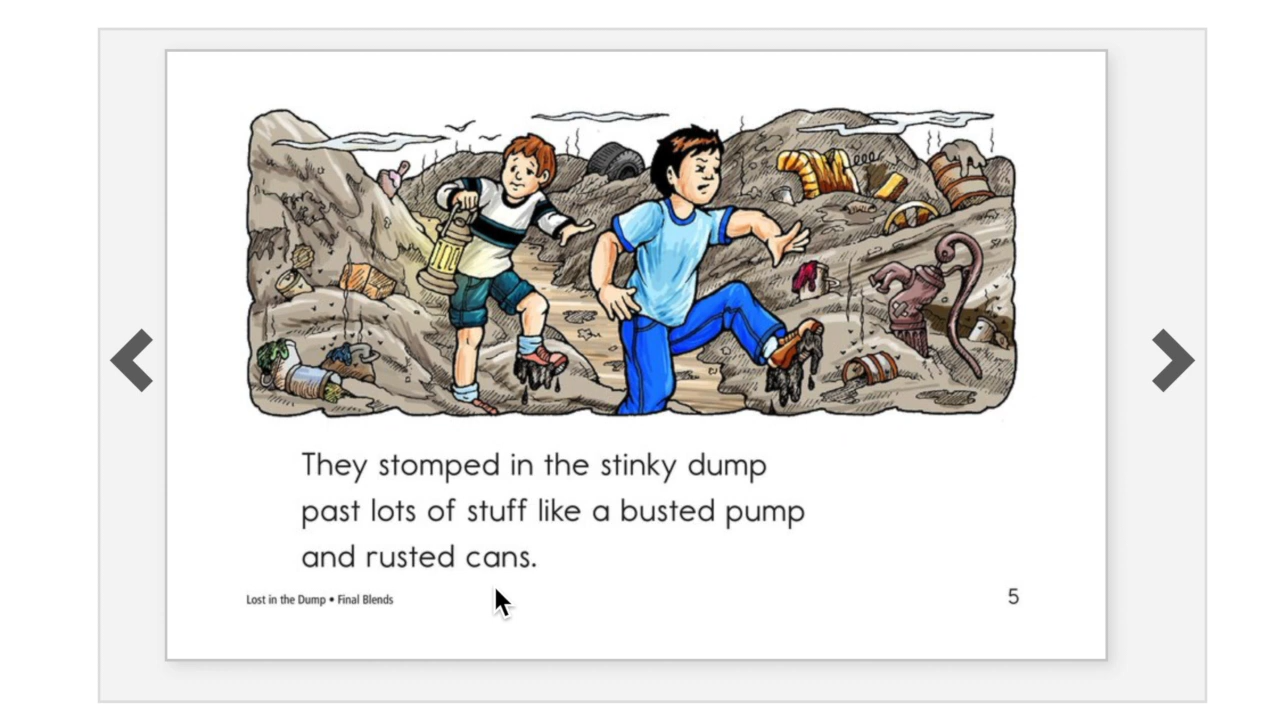 They stomped in the stinky dump
past lots of stuff like a busted pump
and rusted cans.
Lost in the Dump • Final Blends
5